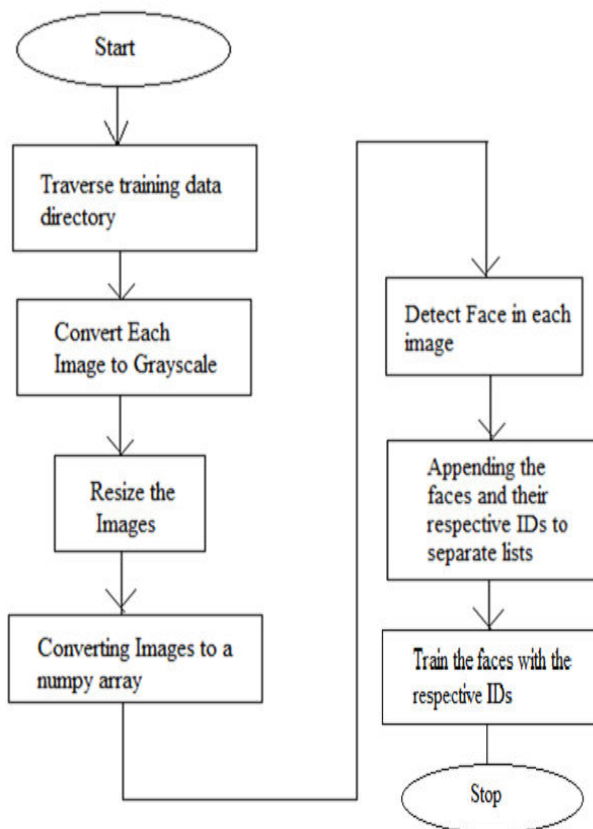 Start
Traverse training data
directory
Convert Each
Image to Grayscale
Resize the
Images
Converting Images to a
numpy array
Detect Face in each
image
Appending the
faces and their
respective IDs to
separate lists
Train the faces with the
respective IDs
Stop